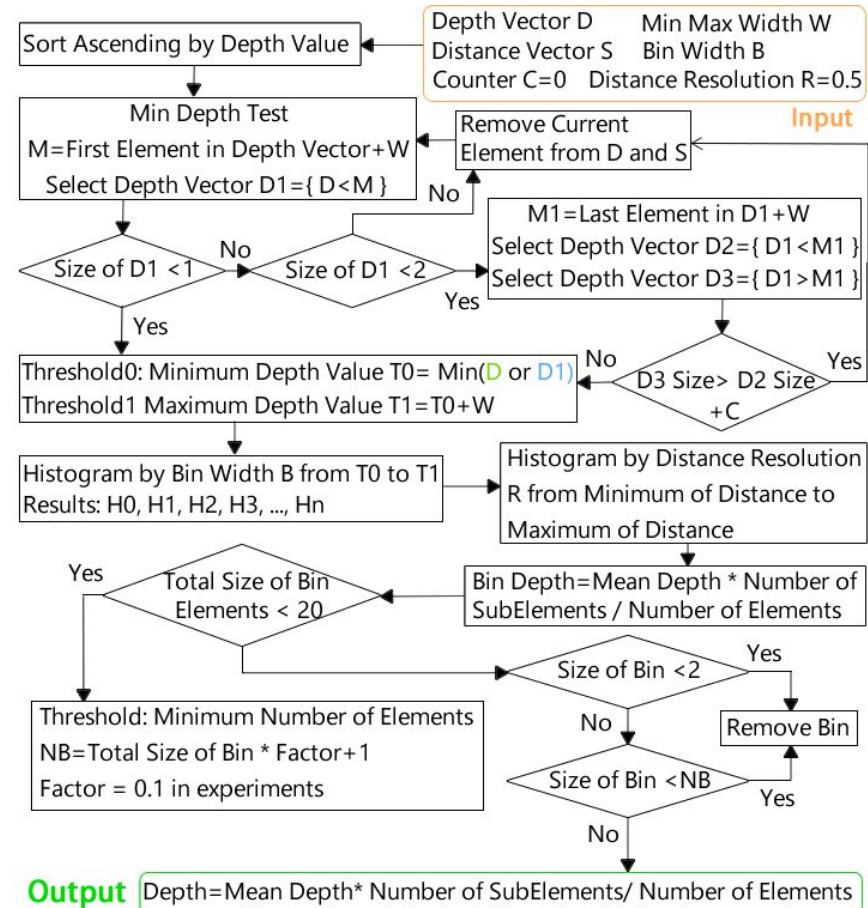 Depth Vector D
Min Max Width W
Sort Ascending by Depth Value
Distance Vector S
Bin Width B
Counter C=0
Distance Resolution R=0.5
Input
Min Depth Test
M=First Element in Depth Vector+W
Select Depth Vector D1={ D<M }
Remove Current
Element from D and S
No
M1=Last Element in D1+W
Select Depth Vector D2={ D1<M1 }
Select Depth Vector D3={ D1>M1 }
Size of D1 <1
No
Size of D1 <2
Yes
Yes
Threshold0: Minimum Depth Value T0= Min(D or D1)
Threshold1 Maximum Depth Value T1=T0+W
No
D3 Size> D2 Size
+C
Yes
Histogram by Bin Width B from T0 to T1
Results: H0, H1, H2, H3, ..., Hn
Histogram by Distance Resolution
R from Minimum of Distance to
Maximum of Distance
Yes
Total Size of Bin
Elements < 20
Bin Depth=Mean Depth * Number of
SubElements / Number of Elements
Size of Bin <2
Yes
Threshold: Minimum Number of Elements
NB=Total Size of Bin * Factor+1
Factor = 0.1 in experiments
No
Remove Bin
Size of Bin <NB
Yes
No
Output
Depth=Mean Depth* Number of SubElements/ Number of Elements